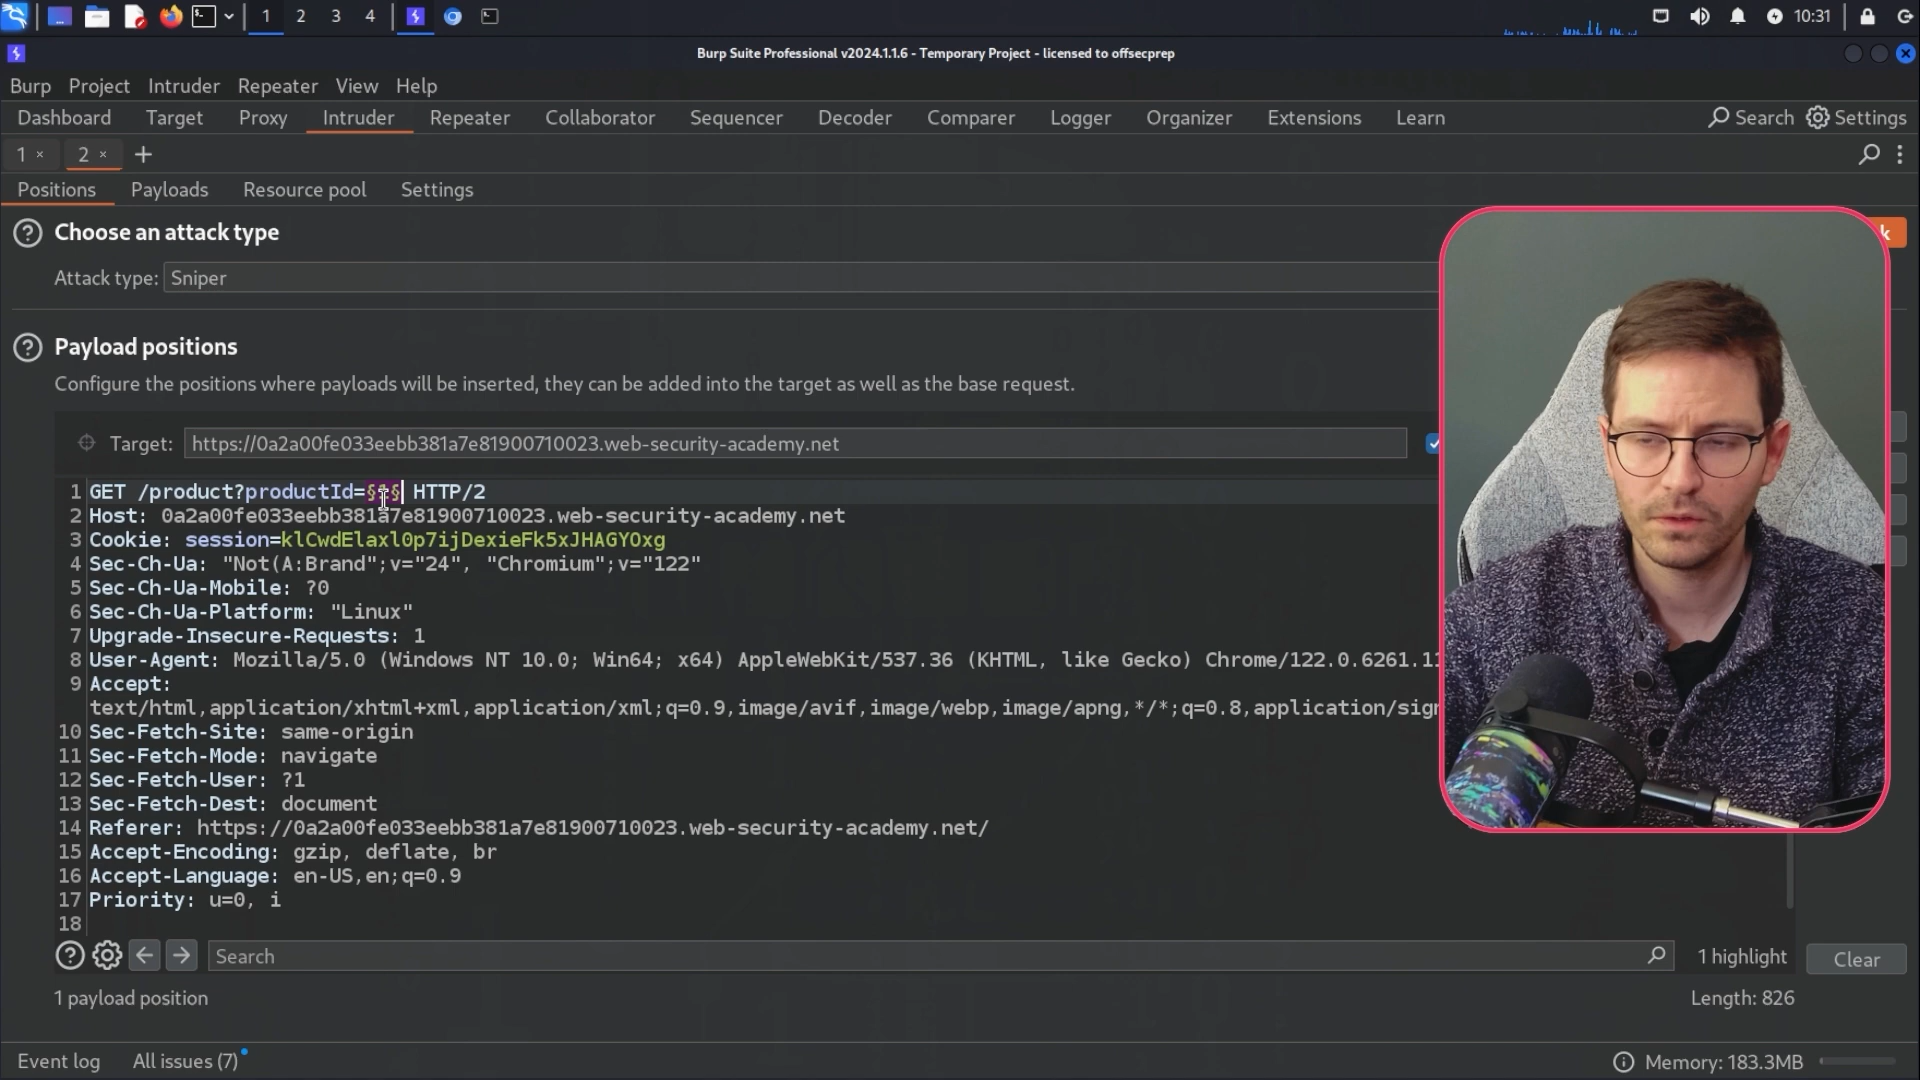 1 2 3 4 10:31
Burp Suite Professional v2024.1.1.6 - Temporary Project - licensed to offsecprep
Burp Project Intruder Repeater View Help
Dashboard Target Proxy Intruder Repeater Collaborator Sequencer Decoder Comparer Logger Organizer Extensions Learn Search Settings
1 × 2 × +
Positions Payloads Resource pool Settings
? Choose an attack type
k
Attack type: Sniper
? Payload positions
Configure the positions where payloads will be inserted, they can be added into the target as well as the base request.
Target: https://0a2a00fe033eebb381a7e81900710023.web-security-academy.net
1 GET /product?productId=§1§ HTTP/2
2 Host: 0a2a00fe033eebb381a7e81900710023.web-security-academy.net
3 Cookie: session=klCwdElaxl0p7ijDexieFk5xJHAGYOxg
4 Sec-Ch-Ua: "Not(A:Brand";v="24", "Chromium";v="122"
5 Sec-Ch-Ua-Mobile: ?0
6 Sec-Ch-Ua-Platform: "Linux"
7 Upgrade-Insecure-Requests: 1
8 User-Agent: Mozilla/5.0 (Windows NT 10.0; Win64; x64) AppleWebKit/537.36 (KHTML, like Gecko) Chrome/122.0.6261.11
9 Accept:
text/html,application/xhtml+xml,application/xml;q=0.9,image/avif,image/webp,image/apng,*/*;q=0.8,application/sign
10 Sec-Fetch-Site: same-origin
11 Sec-Fetch-Mode: navigate
12 Sec-Fetch-User: ?1
13 Sec-Fetch-Dest: document
14 Referer: https://0a2a00fe033eebb381a7e81900710023.web-security-academy.net/
15 Accept-Encoding: gzip, deflate, br
16 Accept-Language: en-US,en;q=0.9
17 Priority: u=0, i
18
? Search 1 highlight Clear
1 payload position Length: 826
Event log All issues (7) Memory: 183.3MB